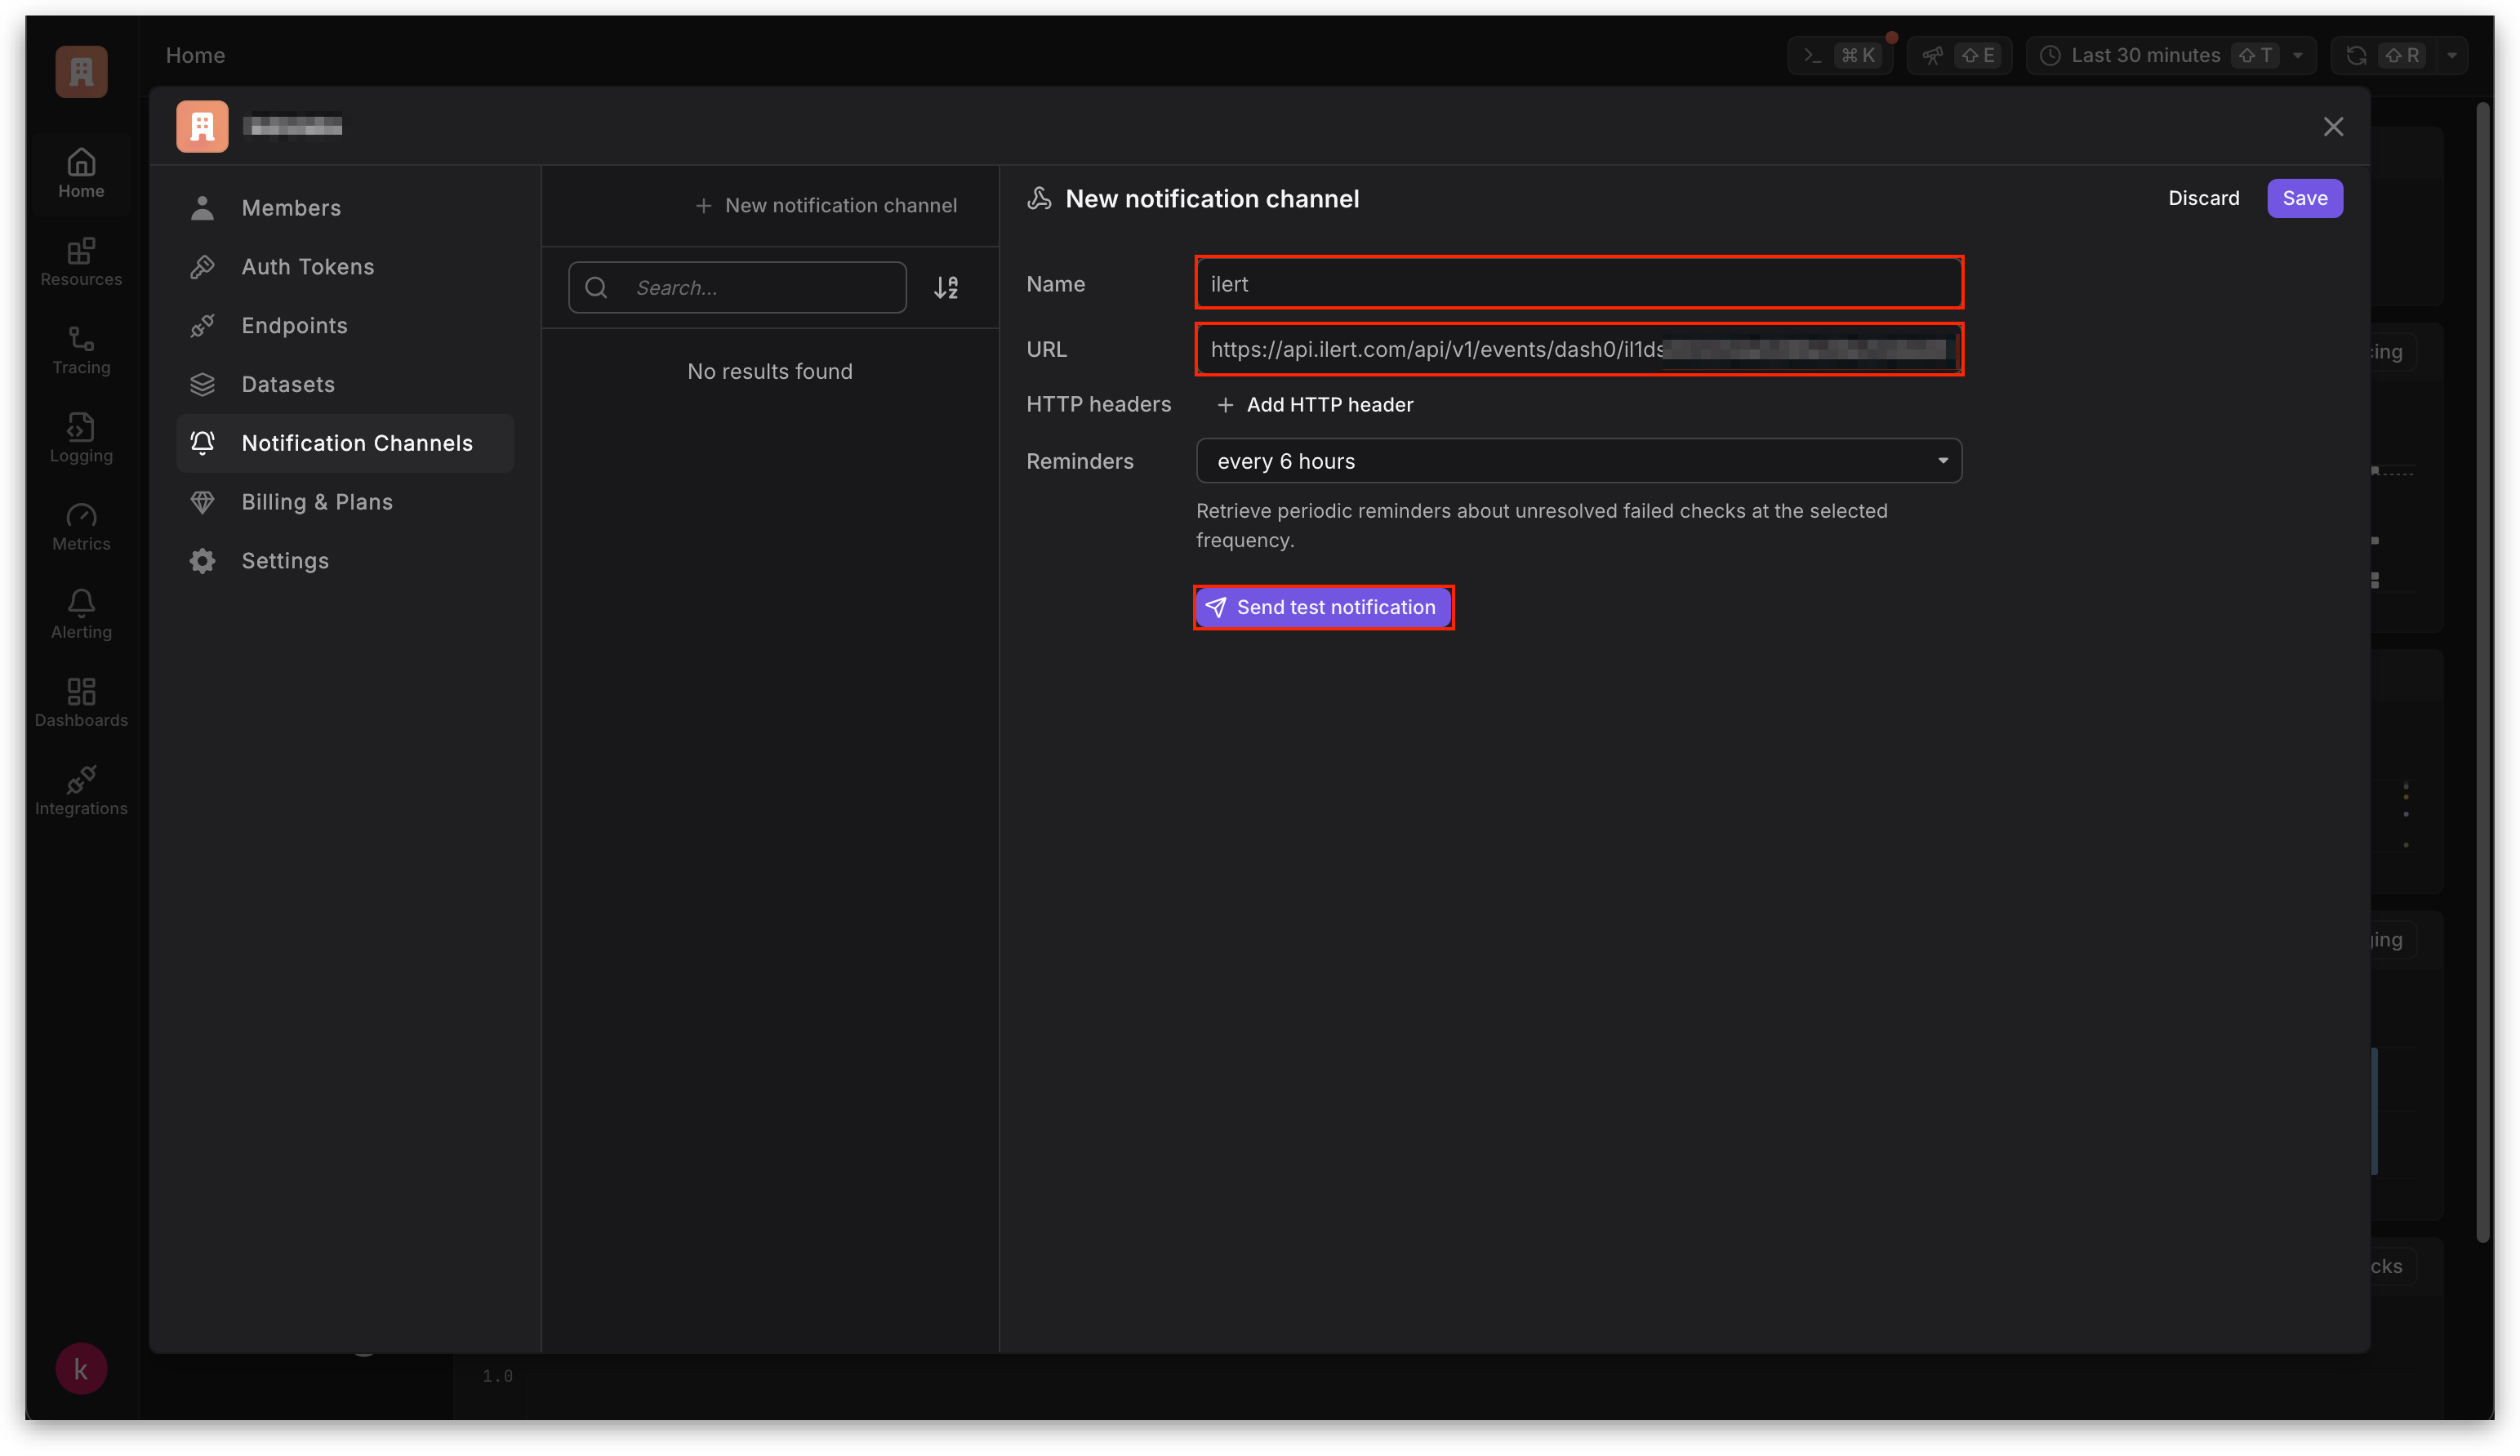 Home
⌘K
⇧E
Last 30 minutes ⇧T
⇧R
Home
Resources
Tracing
Logging
Metrics
Alerting
Dashboards
Integrations
k
Members
Auth Tokens
Endpoints
Datasets
Notification Channels
Billing & Plans
Settings
+ New notification channel
Search...
No results found
New notification channel
Discard
Save
Name
ilert
URL
https://api.ilert.com/api/v1/events/dash0/il1ds
HTTP headers
+ Add HTTP header
Reminders
every 6 hours
Retrieve periodic reminders about unresolved failed checks at the selected
frequency.
Send test notification
1.0